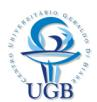 CENTRO UNIVERSITÁRIO GERALDO DI BIASE
UGB